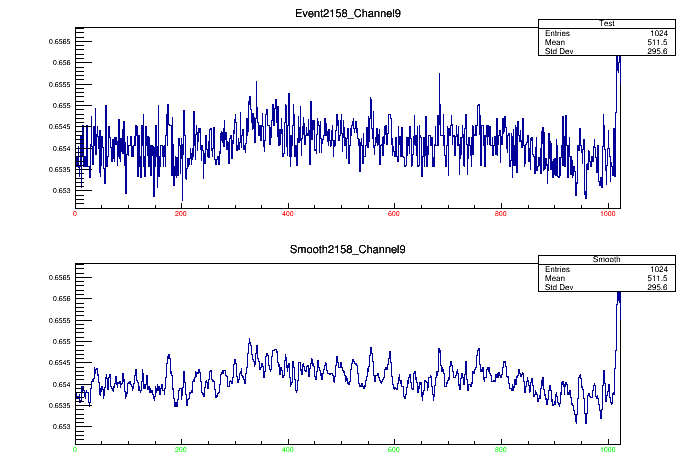 Event2158_Channel9
Test
Entries 1024
Mean 511.5
Std Dev 295.6
0.6565
0.656
0.6555
0.655
0.6545
0.654
0.6535
0.653
0 200 400 600 800 1000
Smooth2158_Channel9
Smooth
Entries 1024
Mean 511.5
Std Dev 295.6
0.6565
0.656
0.6555
0.655
0.6545
0.654
0.6535
0.653
0 200 400 600 800 1000